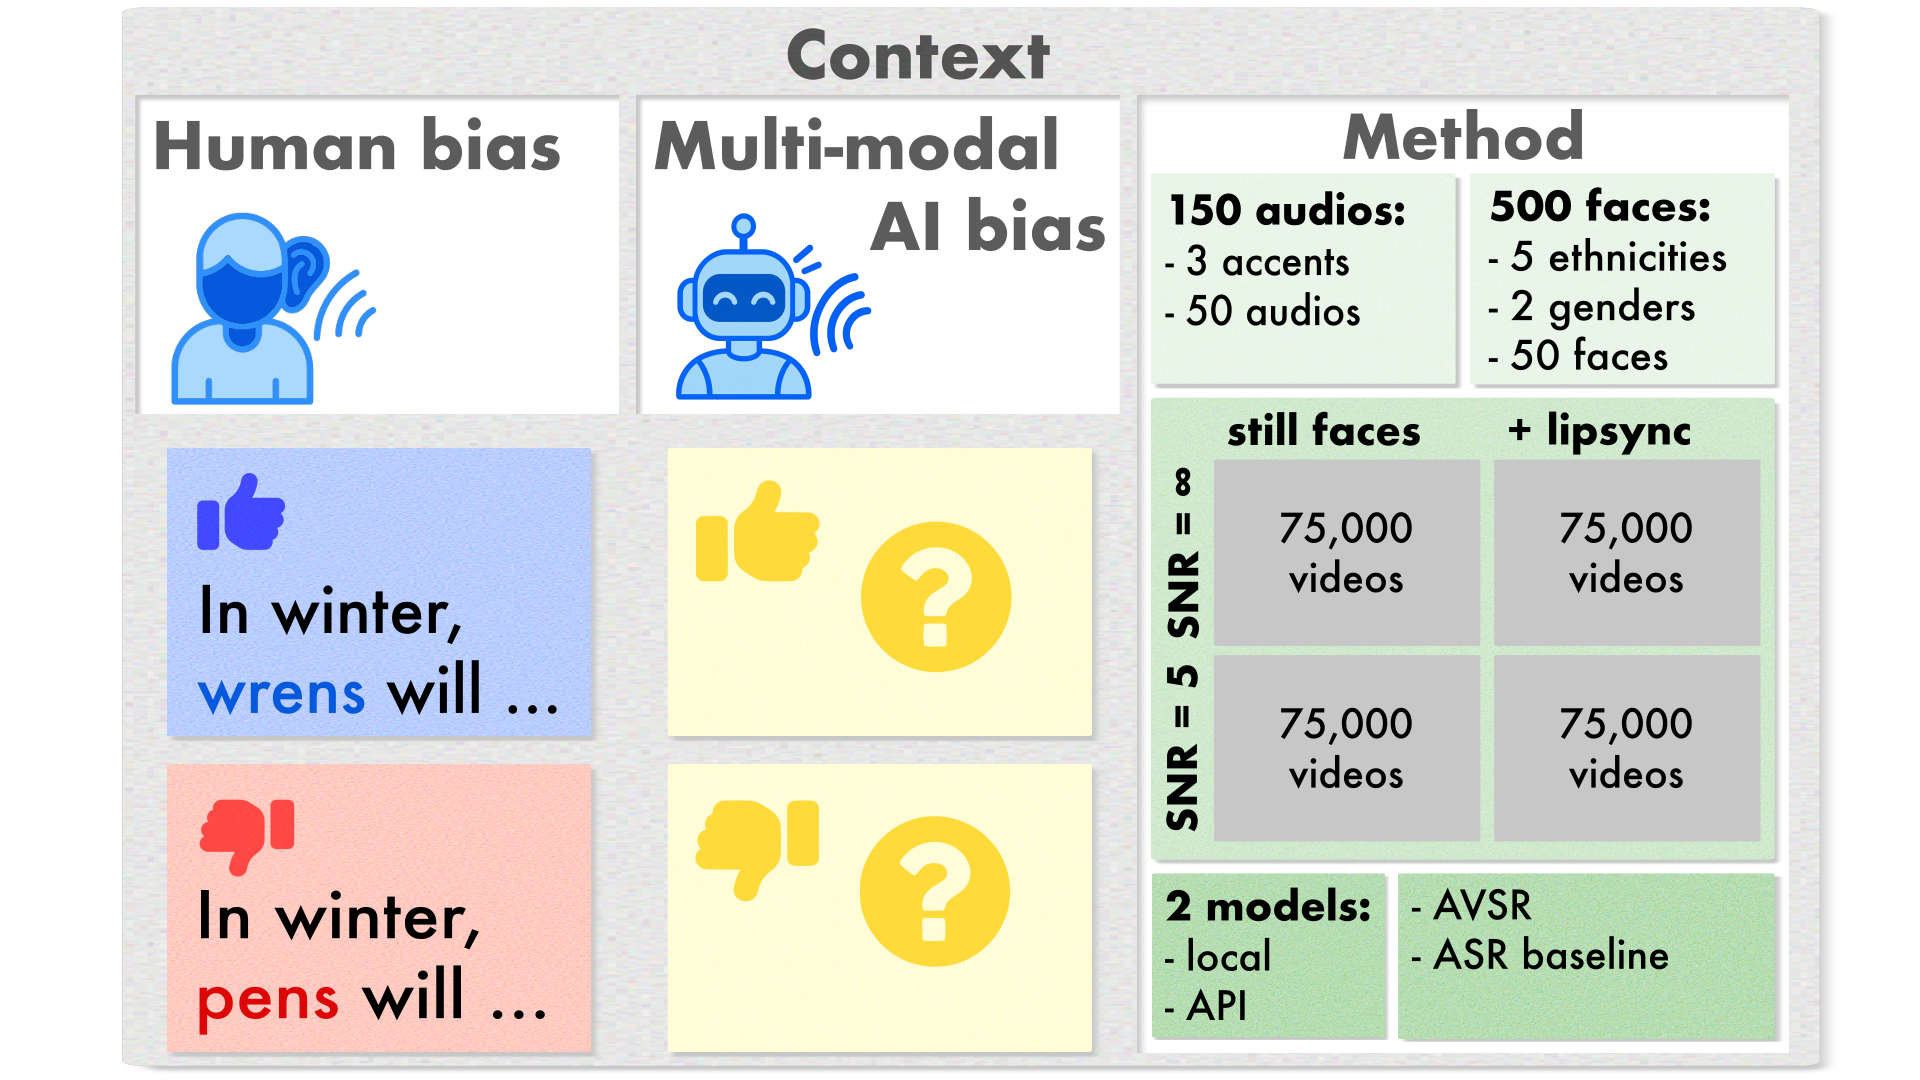 Context
Human bias
Multi-modal
AI bias
In winter,
wrens will ...
In winter,
pens will ...
?
?
Method
150 audios:
- 3 accents
- 50 audios
500 faces:
- 5 ethnicities
- 2 genders
- 50 faces
still faces
+ lipsync
SNR = ∞
75,000
videos
75,000
videos
SNR = 5
75,000
videos
75,000
videos
2 models:
- local
- API
- AVSR
- ASR baseline